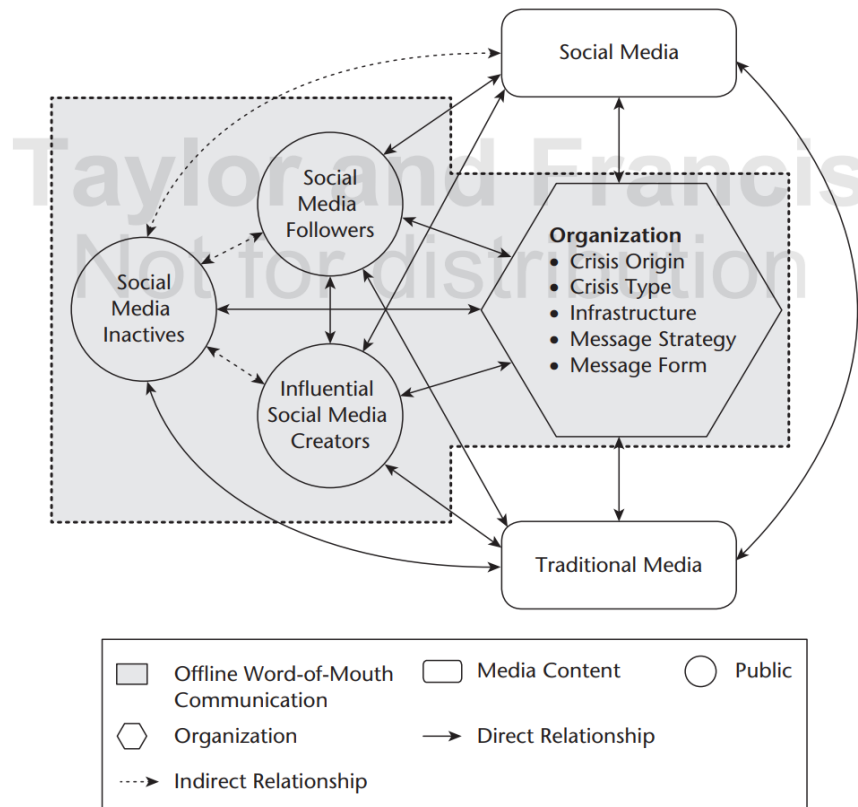 Social Media
Taylor and Francis
Not for distribution
Social
Media
Followers
Organization
• Crisis Origin
• Crisis Type
• Infrastructure
• Message Strategy
• Message Form
Social
Media
Inactives
Influential
Social Media
Creators
Traditional Media
Offline Word-of-Mouth
Communication
Media Content
Public
Organization
Direct Relationship
Indirect Relationship